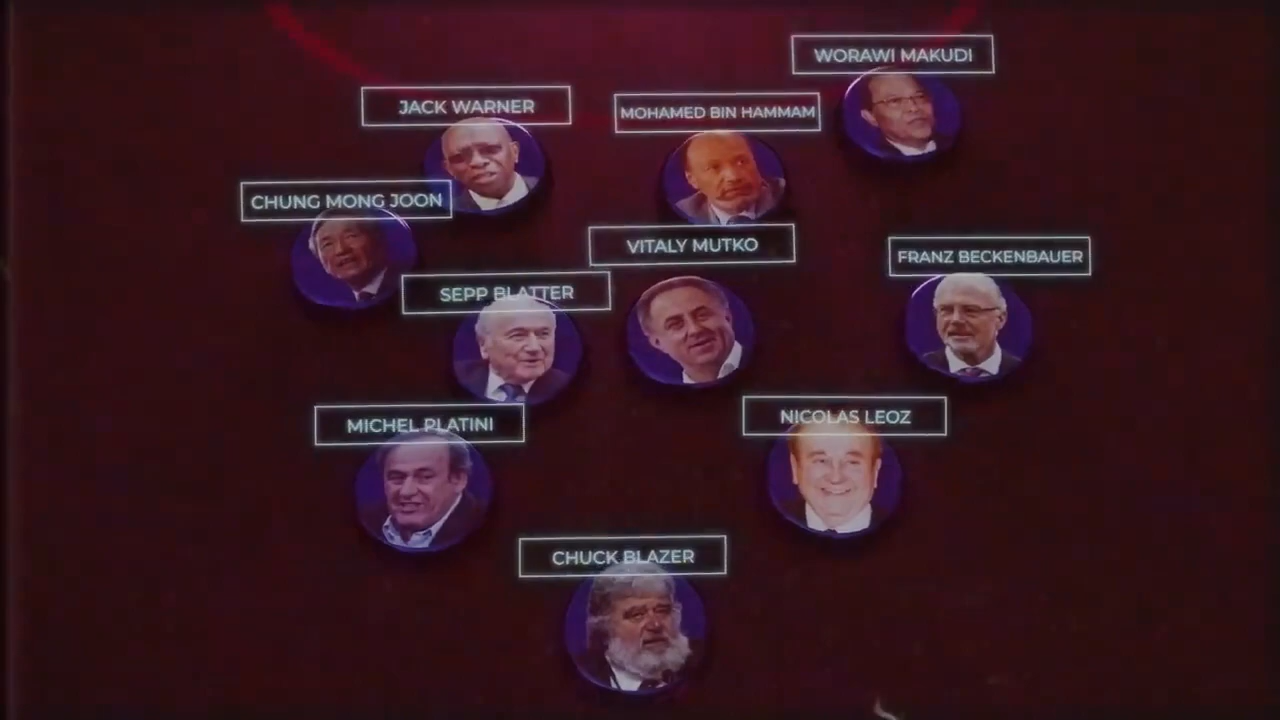 WORAWI MAKUDI
JACK WARNER
MOHAMED BIN HAMMAM
CHUNG MONG JOON
VITALY MUTKO
FRANZ BECKENBAUER
SEPP BLATTER
MICHEL PLATINI
NICOLAS LEOZ
CHUCK BLAZER